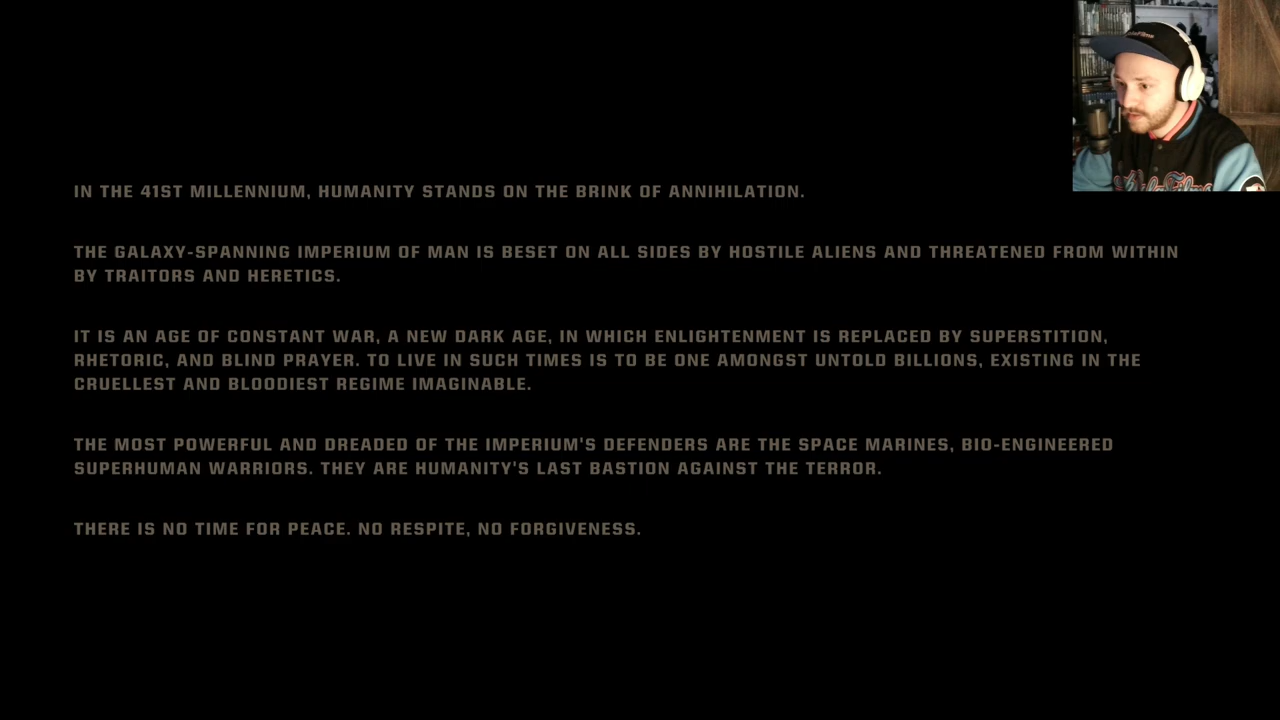 IN THE 41ST MILLENNIUM, HUMANITY STANDS ON THE BRINK OF ANNIHILATION.
THE GALAXY-SPANNING IMPERIUM OF MAN IS BESET ON ALL SIDES BY HOSTILE ALIENS AND THREATENED FROM WITHIN
BY TRAITORS AND HERETICS.
IT IS AN AGE OF CONSTANT WAR, A NEW DARK AGE, IN WHICH ENLIGHTENMENT IS REPLACED BY SUPERSTITION,
RHETORIC, AND BLIND PRAYER. TO LIVE IN SUCH TIMES IS TO BE ONE AMONGST UNTOLD BILLIONS, EXISTING IN THE
CRUELLEST AND BLOODIEST REGIME IMAGINABLE.
THE MOST POWERFUL AND DREADED OF THE IMPERIUM'S DEFENDERS ARE THE SPACE MARINES, BIO-ENGINEERED
SUPERHUMAN WARRIORS. THEY ARE HUMANITY'S LAST BASTION AGAINST THE TERROR.
THERE IS NO TIME FOR PEACE. NO RESPITE, NO FORGIVENESS.